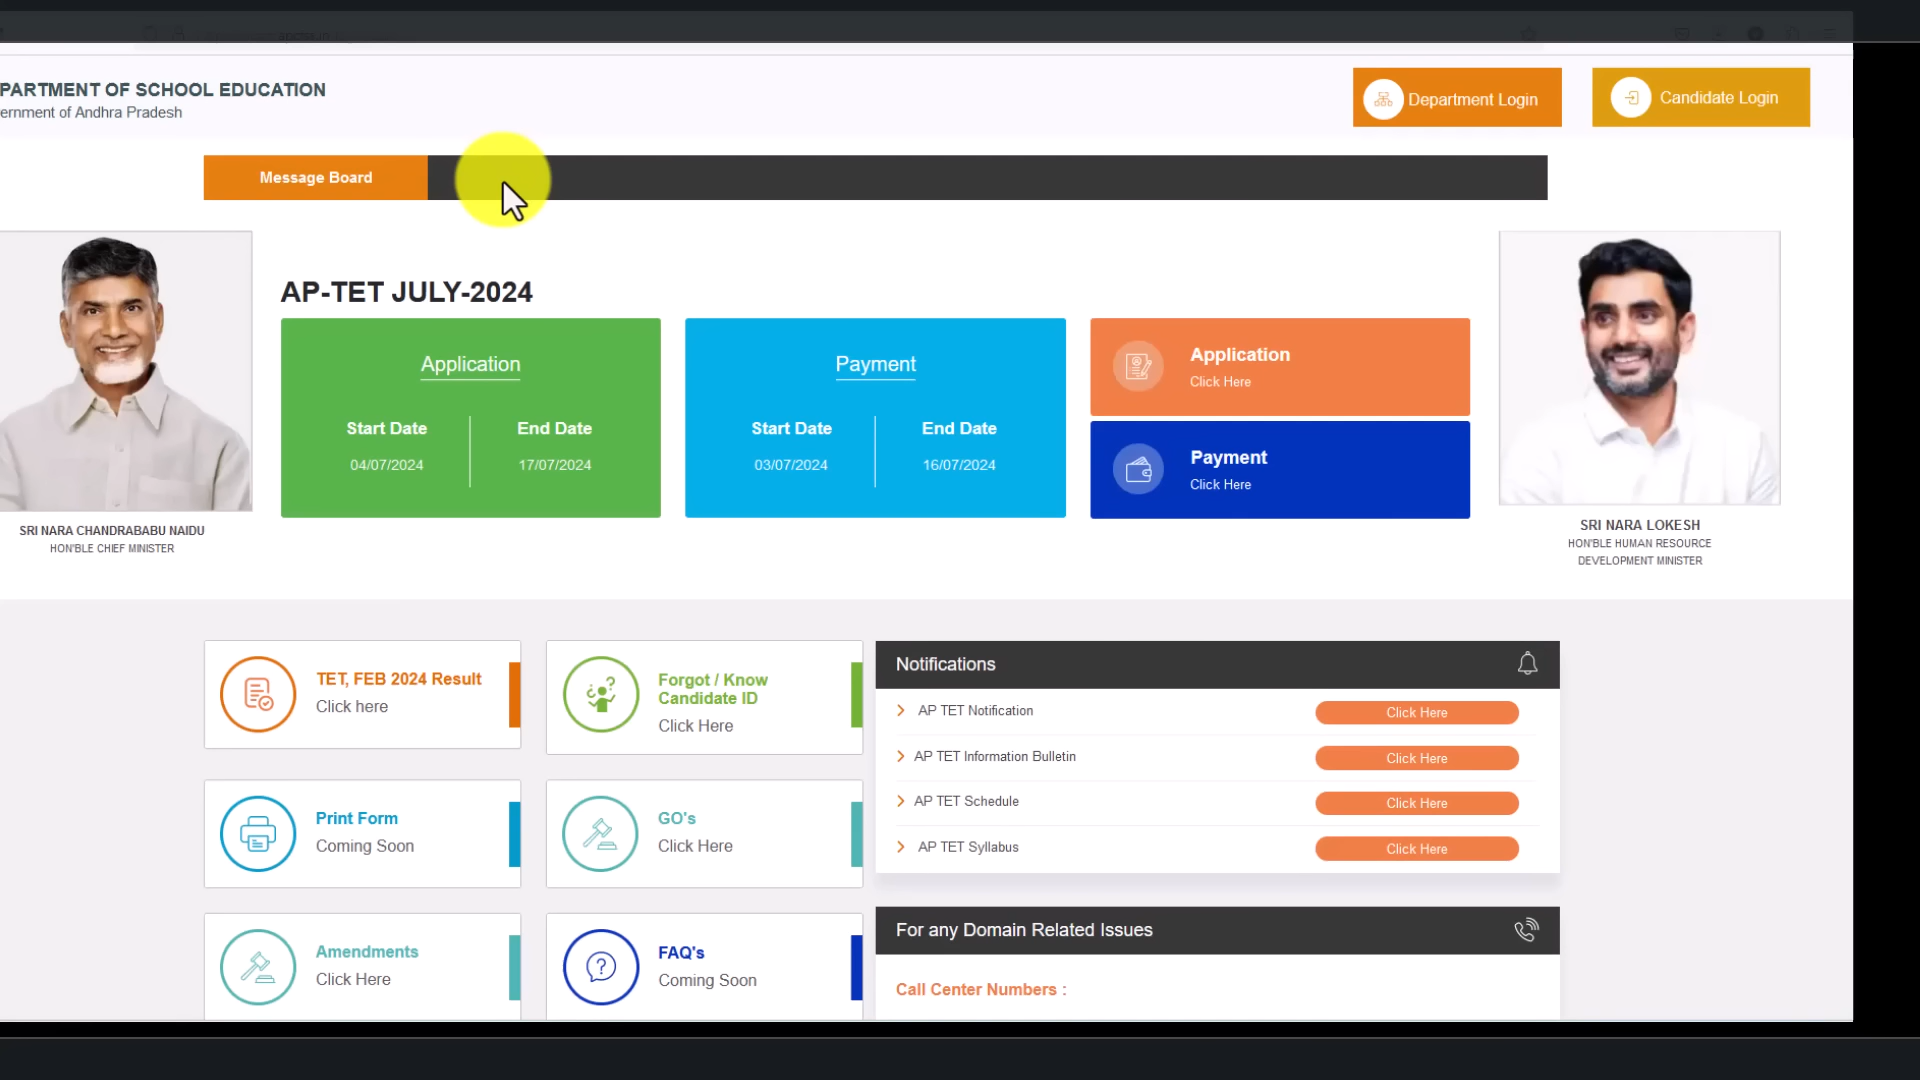 PARTMENT OF SCHOOL EDUCATION
ernment of Andhra Pradesh
Department Login
Candidate Login
Message Board
AP-TET JULY-2024
Application
Start Date
End Date
04/07/2024
17/07/2024
Payment
Start Date
End Date
03/07/2024
16/07/2024
Application
Click Here
Payment
Click Here
SRI NARA CHANDRABABU NAIDU
HON'BLE CHIEF MINISTER
SRI NARA LOKESH
HON'BLE HUMAN RESOURCE
DEVELOPMENT MINISTER
TET, FEB 2024 Result
Click here
Forgot / Know
Candidate ID
Click Here
Print Form
Coming Soon
GO's
Click Here
Amendments
Click Here
FAQ's
Coming Soon
Notifications
AP TET Notification
Click Here
AP TET Information Bulletin
Click Here
AP TET Schedule
Click Here
AP TET Syllabus
Click Here
For any Domain Related Issues
Call Center Numbers :